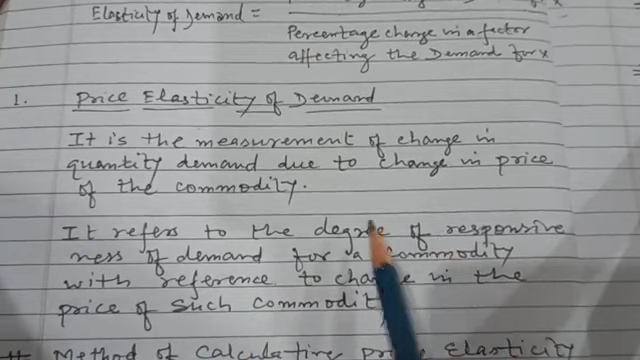 Elasticity of Demand =
Percentage change in a factor
affecting the Demand for x
1. Price Elasticity of Demand
It is the measurement of change in
quantity demand due to change in price
of the commodity.
It refers to the degree of responsive
ness of demand for a commodity
with reference to change in the
price of such commodit
# Method of calculative price Elasticity